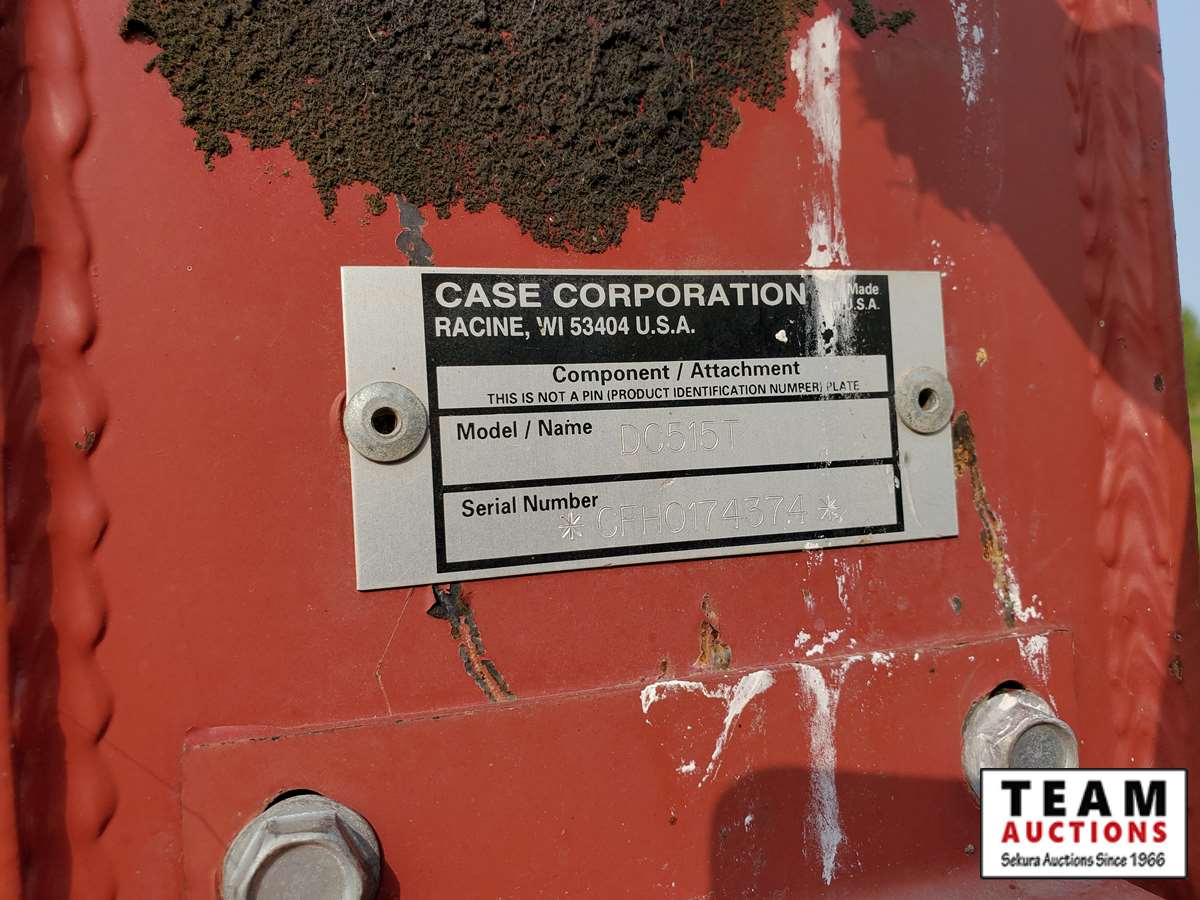 CASE CORPORATION
Made in U.S.A.
RACINE, WI 53404 U.S.A.
Component / Attachment
THIS IS NOT A PIN (PRODUCT IDENTIFICATION NUMBER) PLATE
Model / Name DC515T
Serial Number
* CFH0174374 *
TEAM
AUCTIONS
Sekura Auctions Since 1966